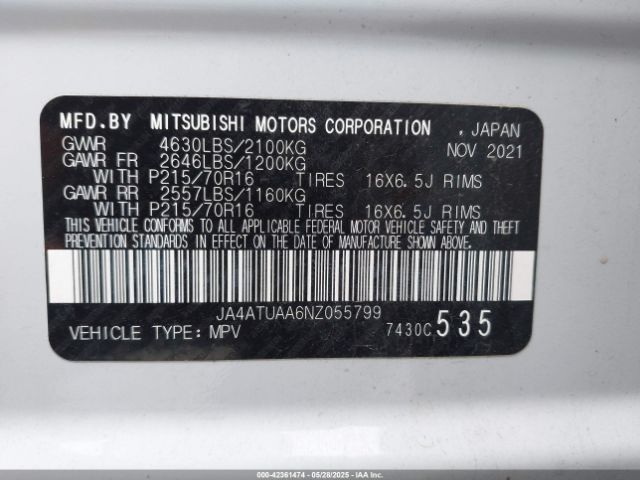 MFD.BY MITSUBISHI MOTORS CORPORATION , JAPAN
GVWR 4630LBS/2100KG NOV 2021
GAWR FR 2646LBS/1200KG
WITH P215/70R16 TIRES 16X6.5J RIMS
GAWR RR 2557LBS/1160KG
WITH P215/70R16 TIRES 16X6.5J RIMS
THIS VEHICLE CONFORMS TO ALL APPLICABLE FEDERAL MOTOR VEHICLE SAFETY AND THEFT
STANDARDS IN EFFECT ON THE DATE OF MANUFACTURE SHOWN ABOVE.
JA4ATUAA6NZ055799
VEHICLE TYPE: MPV 7430C 535
000-42361474 - 05/28/2025 - IAA Inc.